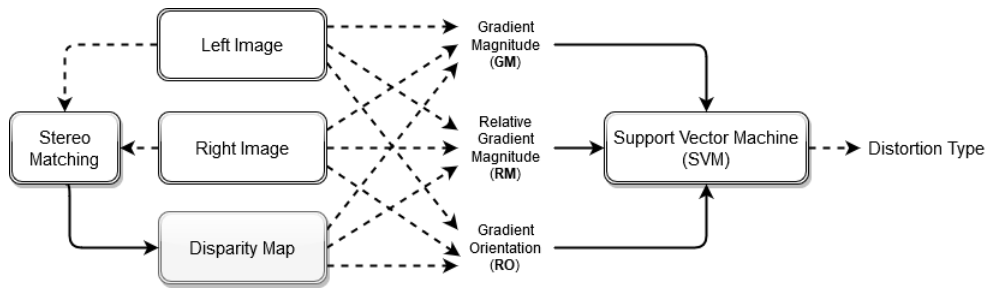 Left Image
Stereo
Matching
Right Image
Disparity Map
Gradient
Magnitude
(GM)
Relative
Gradient
Magnitude
(RM)
Gradient
Orientation
(RO)
Support Vector Machine
(SVM)
Distortion Type